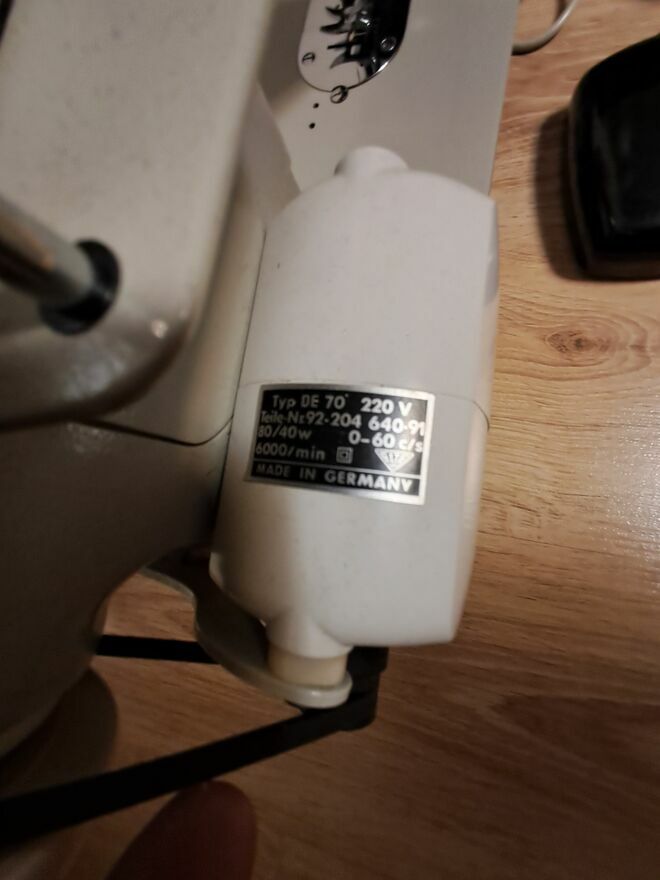 Typ DE 70 220 V
Teile-Nr. 92-204 640-91
80/40w 0-60 c/s
6000/min
MADE IN GERMANY